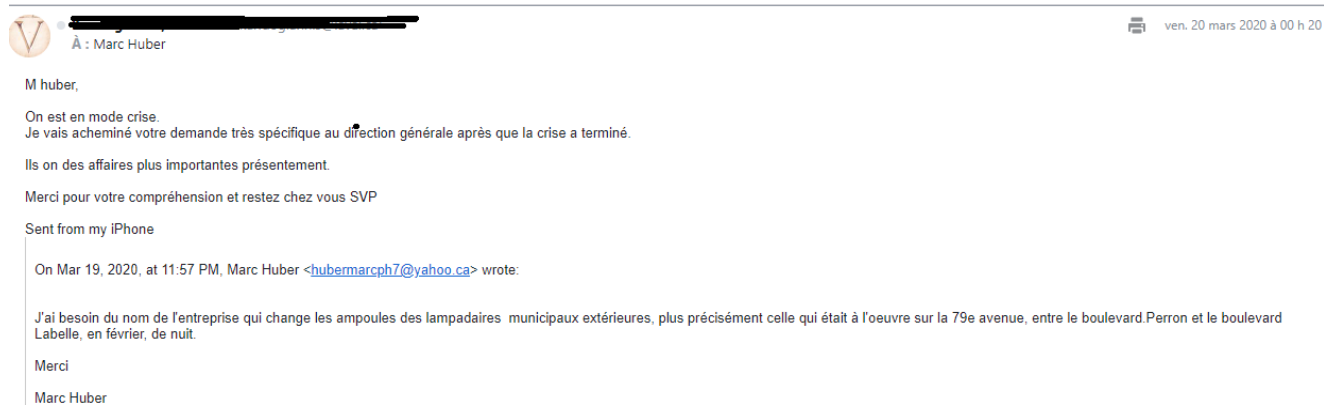 V
ven. 20 mars 2020 à 00 h 20
À : Marc Huber
M huber,
On est en mode crise.
Je vais acheminé votre demande très spécifique au direction générale après que la crise a terminé.
Ils on des affaires plus importantes présentement.
Merci pour votre compréhension et restez chez vous SVP
Sent from my iPhone
On Mar 19, 2020, at 11:57 PM, Marc Huber <hubermarcph7@yahoo.ca> wrote:
J'ai besoin du nom de l'entreprise qui change les ampoules des lampadaires municipaux extérieures, plus précisément celle qui était à l'oeuvre sur la 79e avenue, entre le boulevard.Perron et le boulevard
Labelle, en février, de nuit.
Merci
Marc Huber